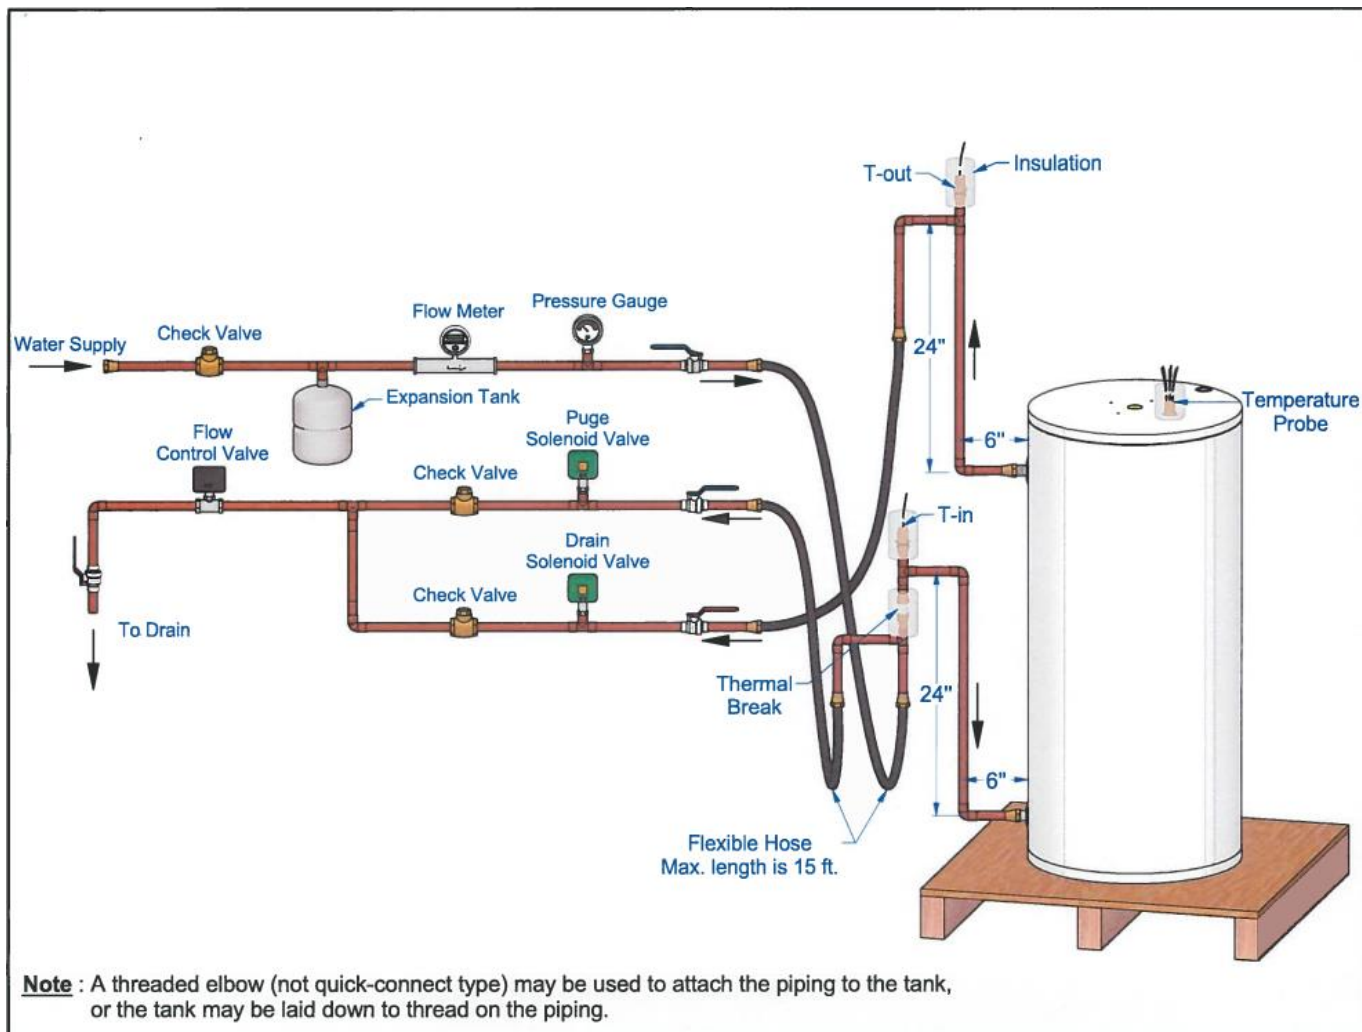 T-out
Insulation
Pressure Gauge
Flow Meter
Check Valve
Water Supply
24"
Expansion Tank
Temperature
Probe
6"
Puge
Solenoid Valve
Flow
Control Valve
Check Valve
T-in
Drain
Solenoid Valve
Check Valve
To Drain
Thermal
Break
24"
6"
Flexible Hose
Max. length is 15 ft.
Note : A threaded elbow (not quick-connect type) may be used to attach the piping to the tank,
or the tank may be laid down to thread on the piping.